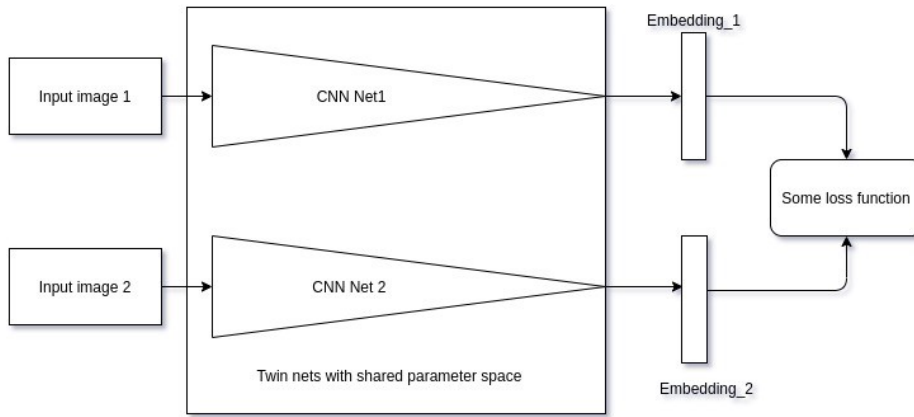 Embedding_1
Input image 1
CNN Net1
Some loss function
Input image 2
CNN Net 2
Twin nets with shared parameter space
Embedding_2